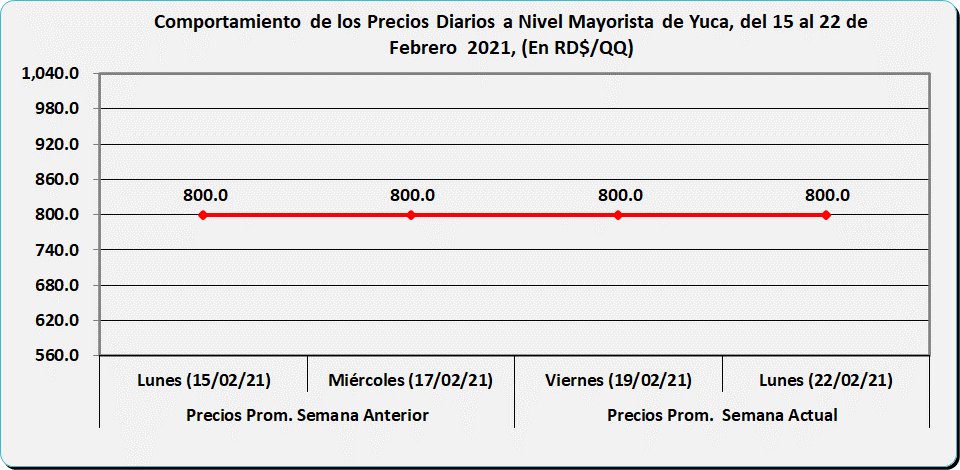 Comportamiento de los Precios Diarios a Nivel Mayorista de Yuca, del 15 al 22 de
Febrero 2021, (En RD$/QQ)
1,040.0
980.0
920.0
860.0
800.0
740.0
680.0
620.0
560.0
800.0 800.0 800.0 800.0
Lunes (15/02/21) Miércoles (17/02/21) Viernes (19/02/21) Lunes (22/02/21)
Precios Prom. Semana Anterior Precios Prom. Semana Actual